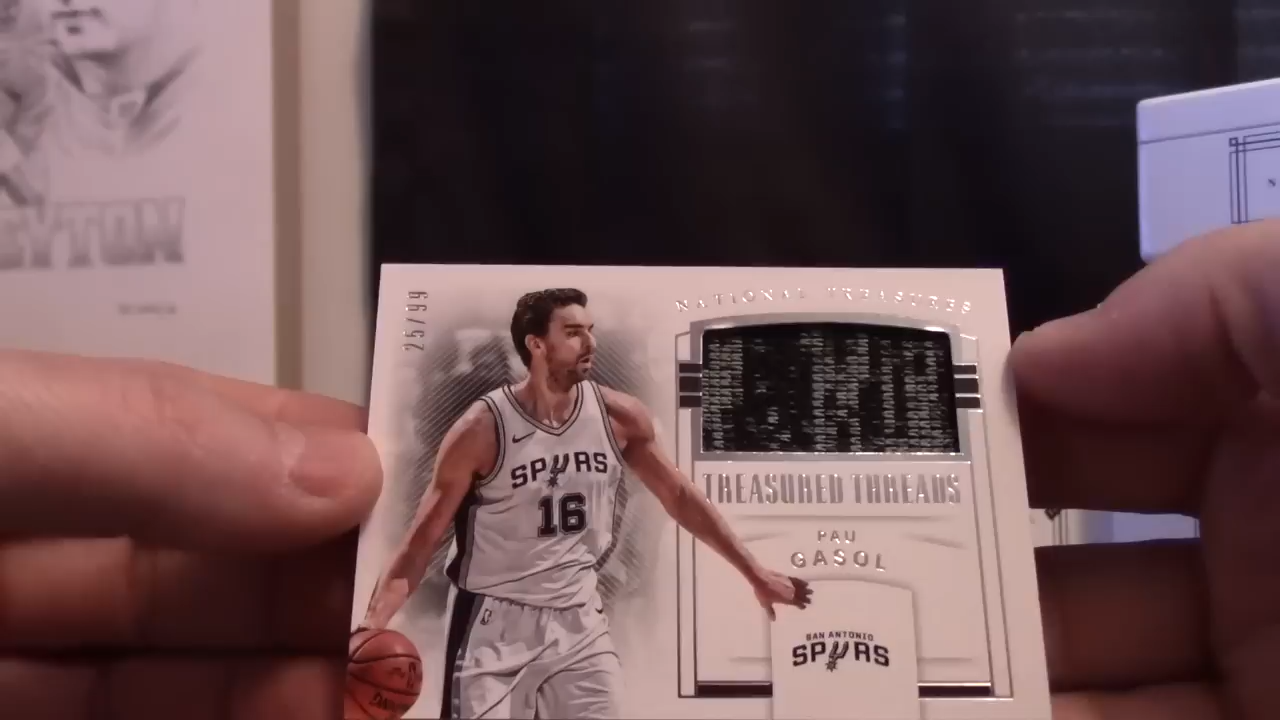 EYTON
25/99
NATIONAL TREASURES
SPURS
16
TREASURED THREADS
PAU
GASOL
SAN ANTONIO
SPURS